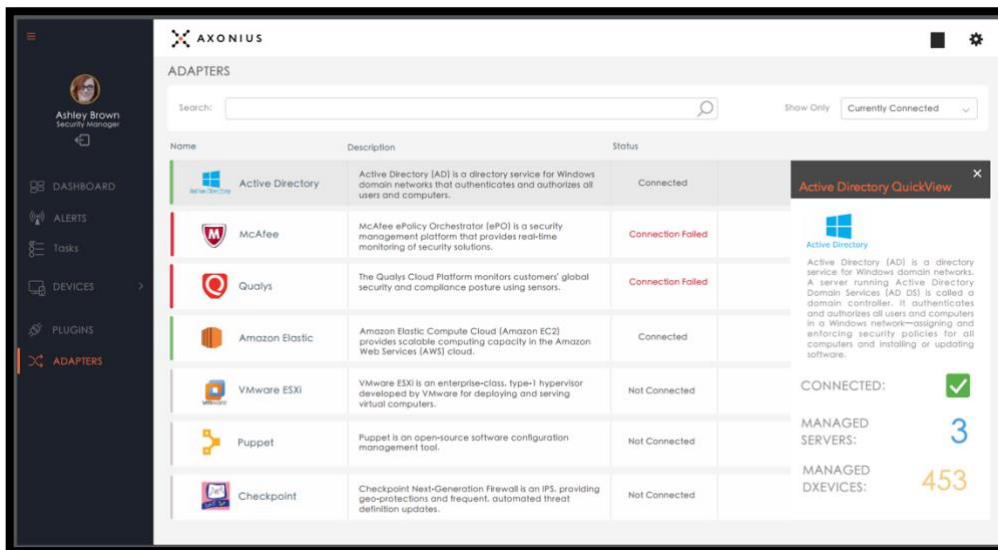 AXONIUS
Ashley Brown
Security Manager
DASHBOARD
ALERTS
Tasks
DEVICES
PLUGINS
ADAPTERS
ADAPTERS
Search:
Show Only
Currently Connected
Name
Description
Status
Active Directory
Active Directory
Active Directory (AD) is a directory service for Windows
domain networks that authenticates and authorizes all
users and computers.
Connected
McAfee
McAfee ePolicy Orchestrator (ePO) is a security
management platform that provides real-time
monitoring of security solutions.
Connection Failed
Qualys
The Qualys Cloud Platform monitors customers' global
security and compliance posture using sensors.
Connection Failed
Amazon Elastic
Amazon Elastic Compute Cloud (Amazon EC2)
provides scalable computing capacity in the Amazon
Web Services (AWS) cloud.
Connected
vmware
VMware ESXi
VMware ESXi is an enterprise-class, type-1 hypervisor
developed by VMware for deploying and serving
virtual computers.
Not Connected
Puppet
Puppet is an open-source software configuration
management tool.
Not Connected
Checkpoint
Checkpoint Next-Generation Firewall is an IPS, providing
geo-protections and frequent, automated threat
definition updates.
Not Connected
Active Directory QuickView
Active Directory
Active Directory (AD) is a directory
service for Windows domain networks.
A server running Active Directory
Domain Services (AD DS) is called a
domain controller. It authenticates
and authorizes all users and computers
in a Windows network—assigning and
enforcing security policies for all
computers and installing or updating
software.
CONNECTED:
MANAGED
SERVERS:
3
MANAGED
DXEVICES:
453